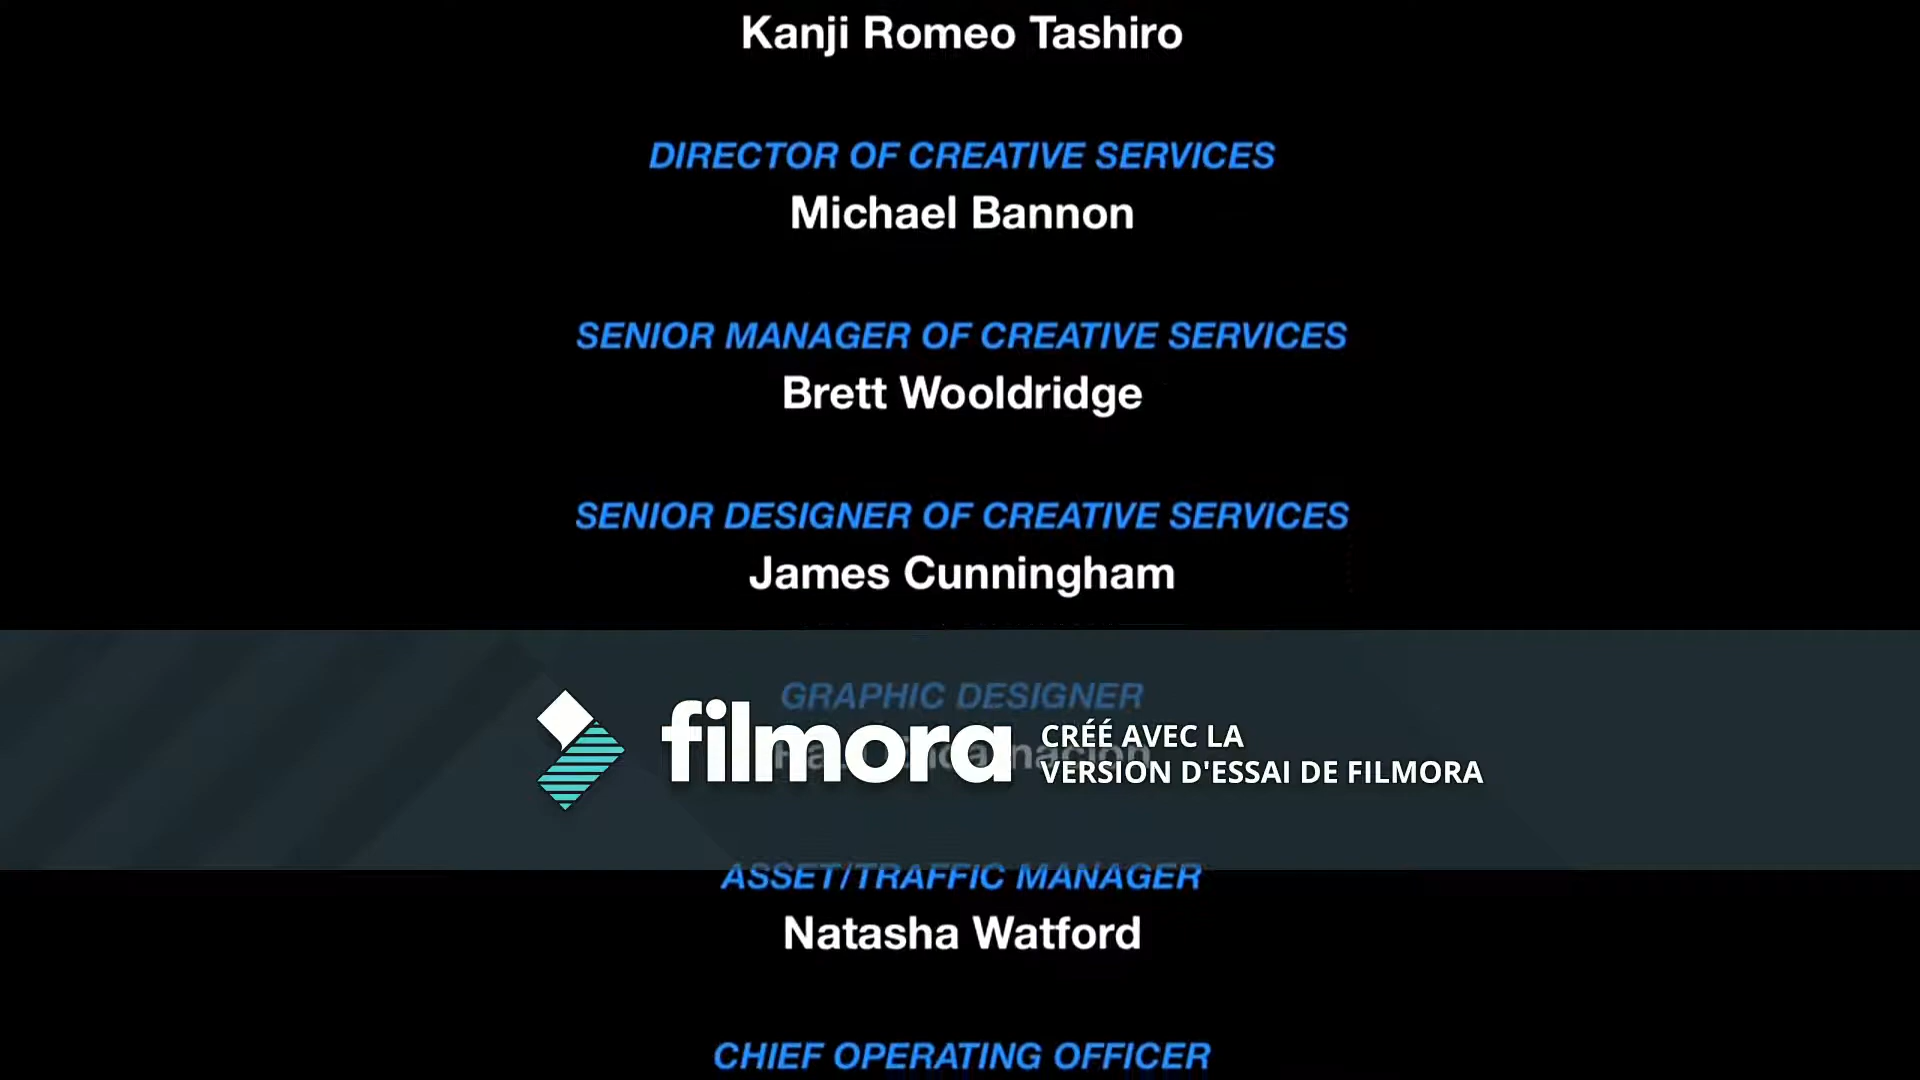 Kanji Romeo Tashiro
DIRECTOR OF CREATIVE SERVICES
Michael Bannon
SENIOR MANAGER OF CREATIVE SERVICES
Brett Wooldridge
SENIOR DESIGNER OF CREATIVE SERVICES
James Cunningham
GRAPHIC DESIGNER
filmora
CRÉÉ AVEC LA
VERSION D'ESSAI DE FILMORA
ASSET/TRAFFIC MANAGER
Natasha Watford
CHIEF OPERATING OFFICER